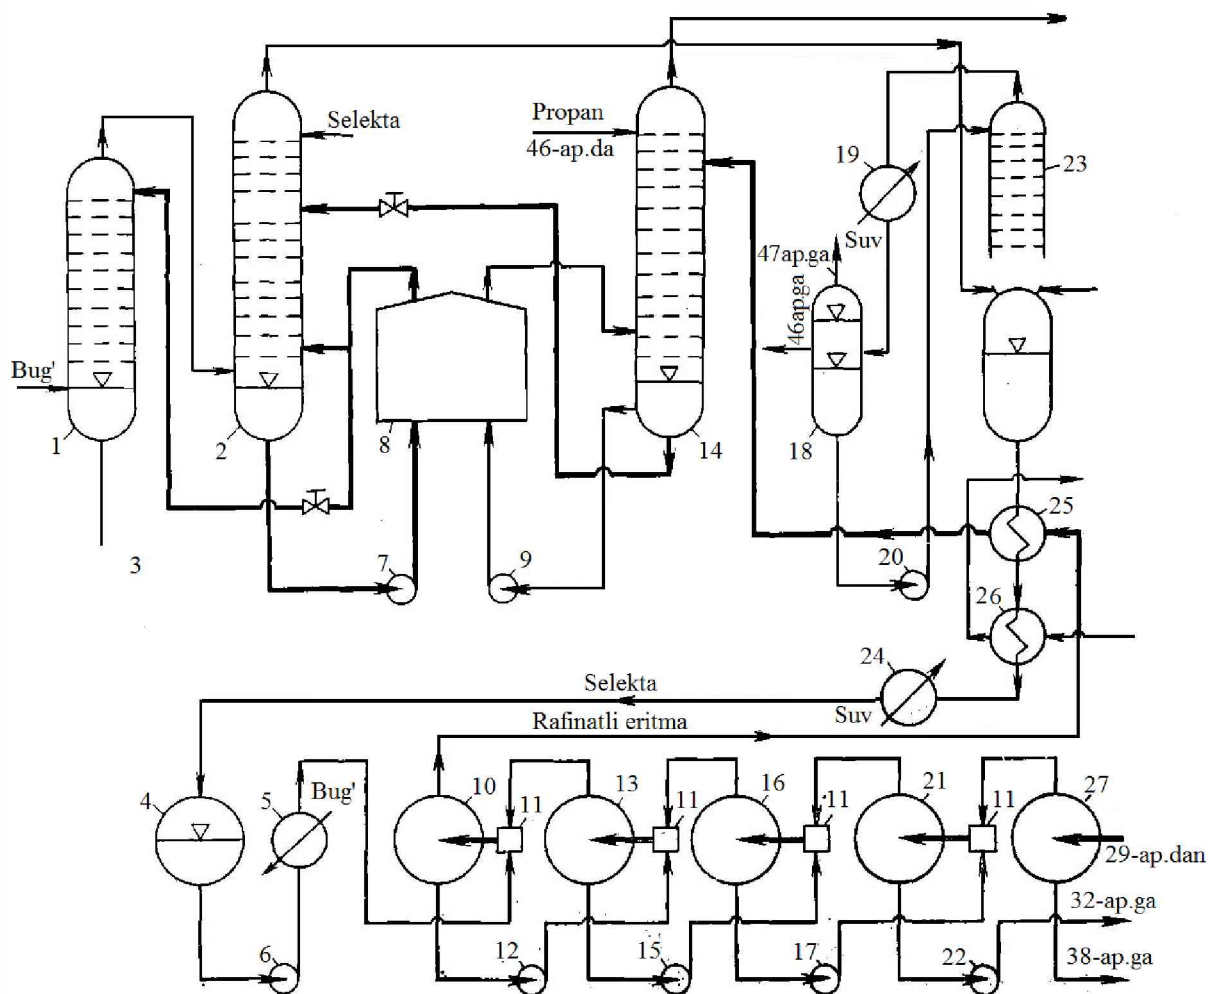 Selekta
Propan
46-ap.da
19
23
Suv
47ap.ga
46ap.ga
Bug'
1
2
8
14
18
25
3
7
9
20
26
24
Selekta
Suv
Rafinatli eritma
4
5
Bug'
10
11
13
11
16
11
21
11
27
29-ap.dan
32-ap.ga
6
12
15
17
22
38-ap.ga